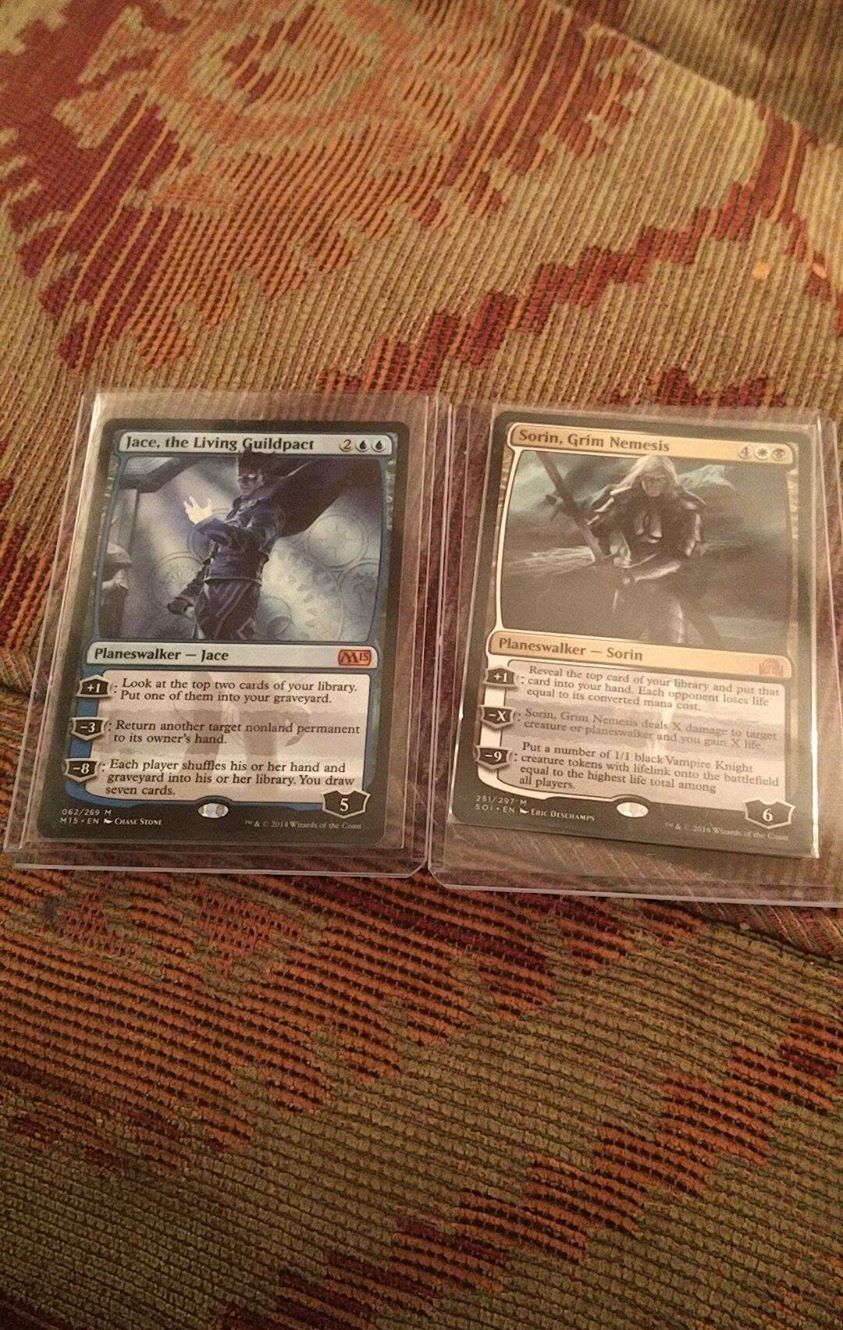 Jace, the Living Guildpact 2
Planeswalker — Jace M15
+1 : Look at the top two cards of your library.
Put one of them into your graveyard.
-3 : Return another target nonland permanent
to its owner's hand.
-8 : Each player shuffles his or her hand and
graveyard into his or her library. You draw
seven cards.
5
062/269 M
M15 • EN CHASE STONE
™ & © 2014 Wizards of the Coast
Sorin, Grim Nemesis 4
Planeswalker — Sorin
+1 : Reveal the top card of your library and put that
card into your hand. Each opponent loses life
equal to its converted mana cost.
-X : Sorin, Grim Nemesis deals X damage to target
creature or planeswalker and you gain X life.
-9 : Put a number of 1/1 black Vampire Knight
creature tokens with lifelink onto the battlefield
equal to the highest life total among
all players.
6
251/297 M
SOI • EN ERIC DESCHAMPS
™ & © 2016 Wizards of the Coast